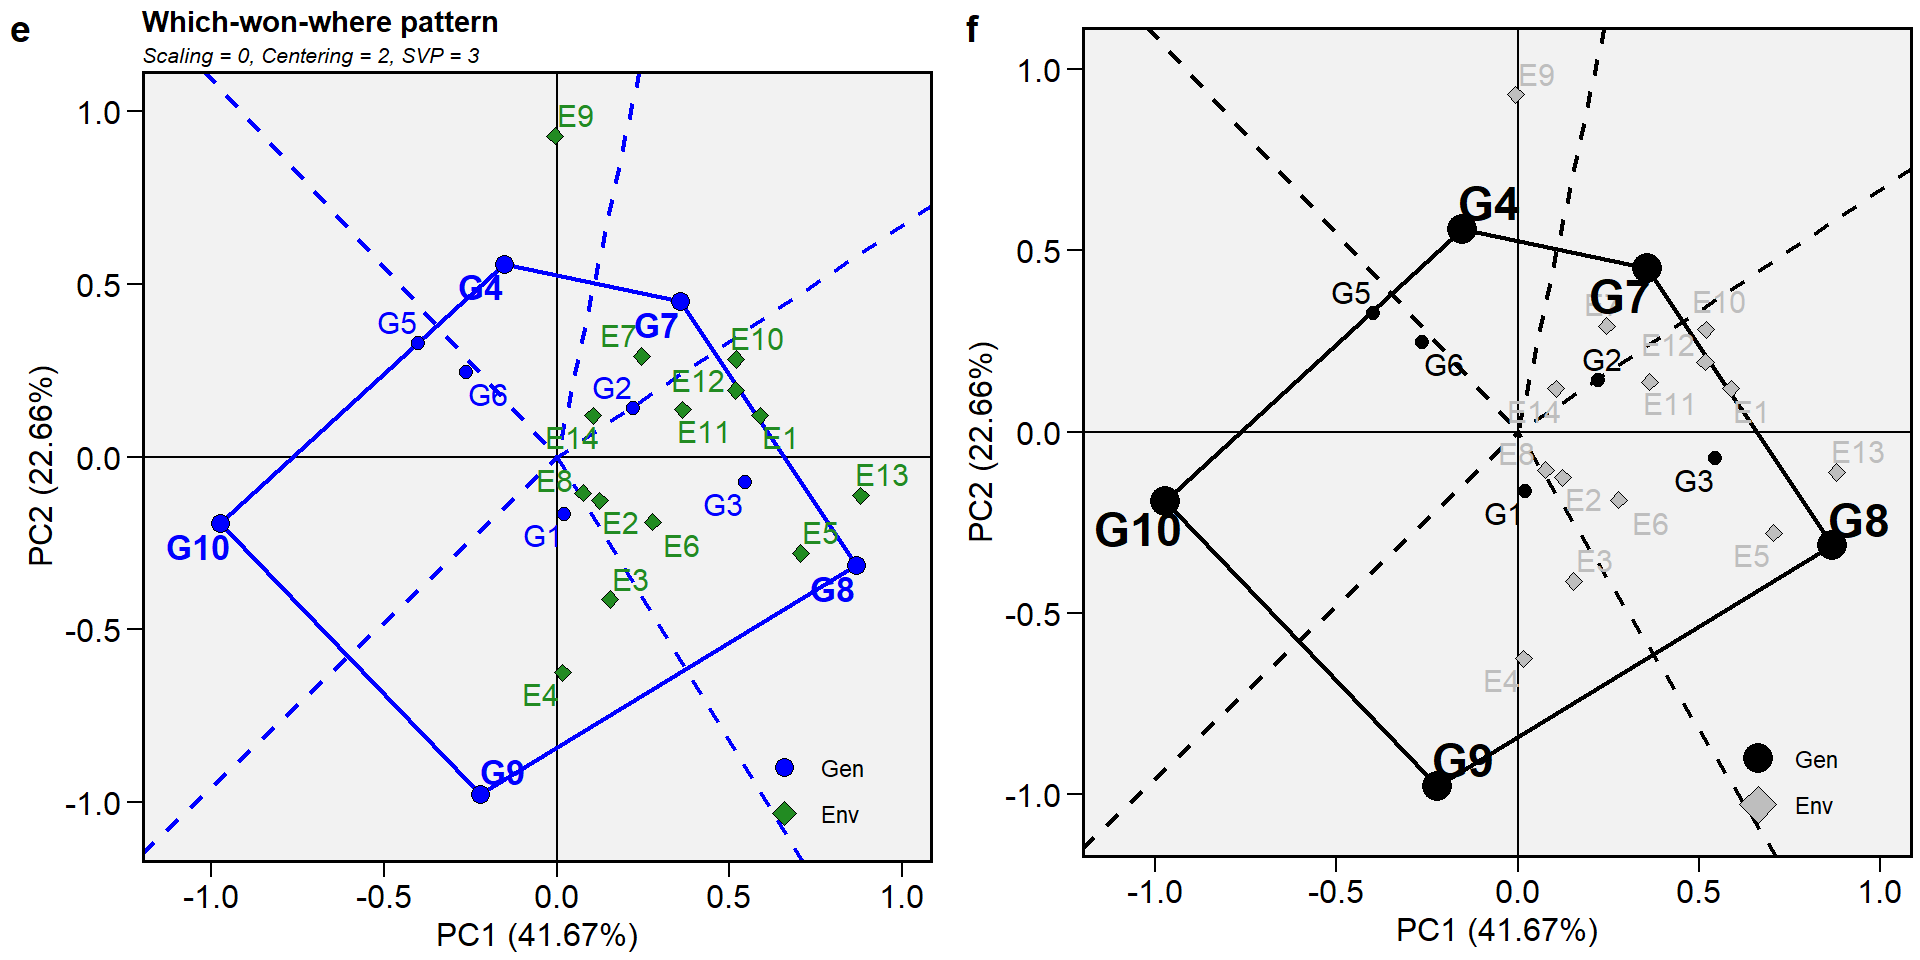 e
Which-won-where pattern
Scaling = 0, Centering = 2, SVP = 3
PC2 (22.66%)
1.0
0.5
0.0
-0.5
-1.0
E9
G4
G5
G6
E7
G7
E10
G2
E12
E14
E11
E1
E8
E13
G1
E2
E6
G3
E5
E3
G8
G10
E4
G9
Gen
Env
-1.0
-0.5
0.0
0.5
1.0
PC1 (41.67%)
f
PC2 (22.66%)
1.0
0.5
0.0
-0.5
-1.0
E9
G4
G5
G6
G7
E10
E12
G2
E14
E11
E1
E8
E13
G3
G1
E2
E6
E5
G8
E3
G10
E4
G9
Gen
Env
-1.0
-0.5
0.0
0.5
1.0
PC1 (41.67%)